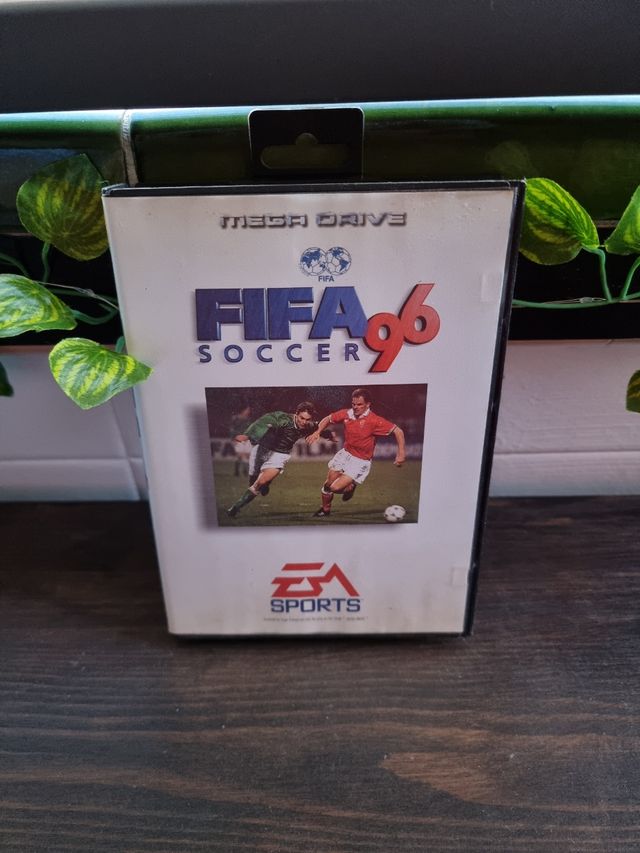 MEGA DRIVE
FIFA
FIFA
SOCCER 96
EA
SPORTS